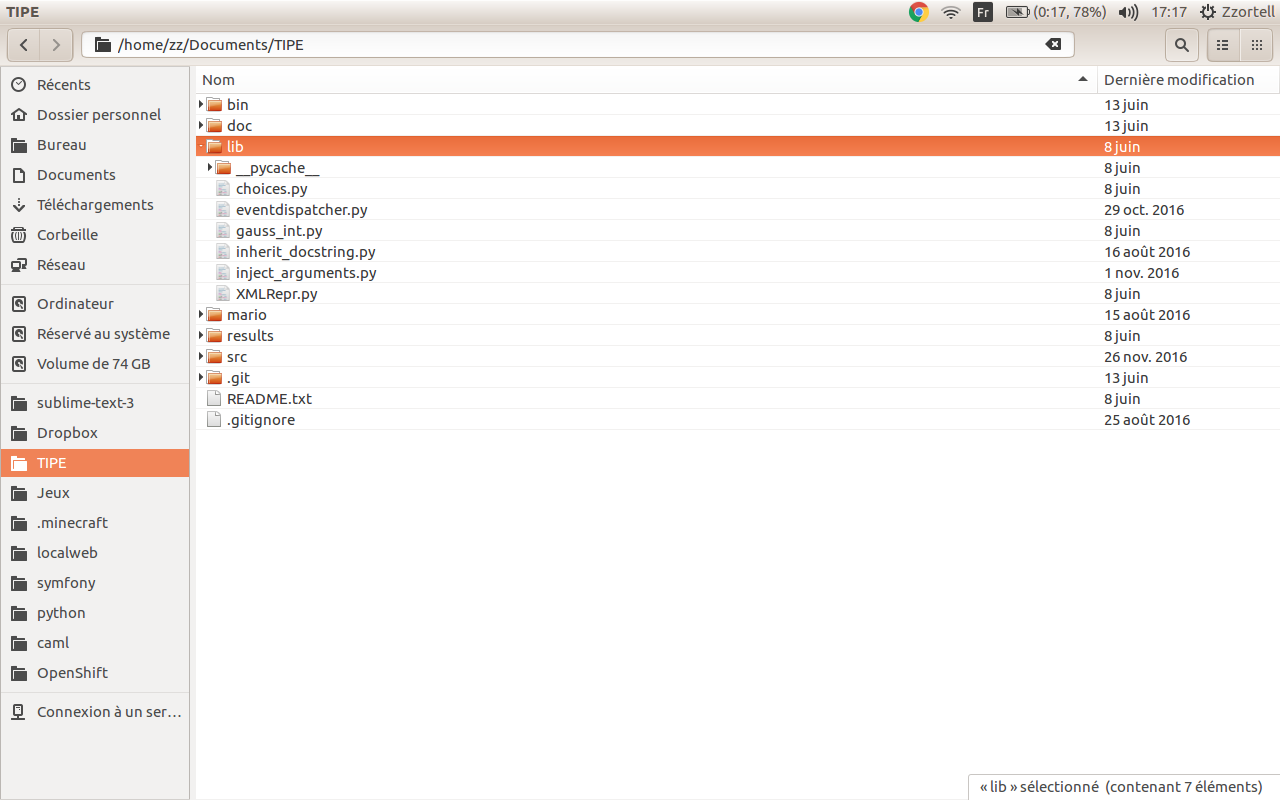 TIPE
Fr (0:17, 78%) 17:17 Zzortell
/home/zz/Documents/TIPE
Récents
Dossier personnel
Bureau
Documents
Téléchargements
Corbeille
Réseau
Ordinateur
Réservé au système
Volume de 74 GB
sublime-text-3
Dropbox
TIPE
Jeux
.minecraft
localweb
symfony
python
caml
OpenShift
Connexion à un ser…
Nom Dernière modification
bin 13 juin
doc 13 juin
lib 8 juin
__pycache__ 8 juin
choices.py 8 juin
eventdispatcher.py 29 oct. 2016
gauss_int.py 8 juin
inherit_docstring.py 16 août 2016
inject_arguments.py 1 nov. 2016
XMLRepr.py 8 juin
mario 15 août 2016
results 8 juin
src 26 nov. 2016
.git 13 juin
README.txt 8 juin
.gitignore 25 août 2016
« lib » sélectionné (contenant 7 éléments)